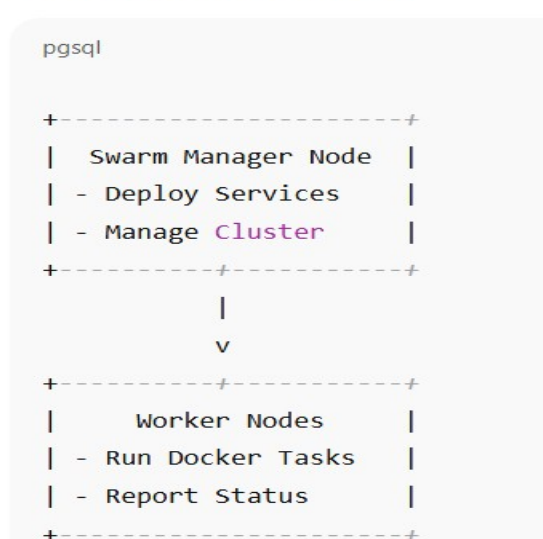 pgsql
+-----------------------+
|  Swarm Manager Node  |
| - Deploy Services    |
| - Manage Cluster     |
+----------+-----------+
|
v
+----------+-----------+
|     Worker Nodes     |
| - Run Docker Tasks   |
| - Report Status      |
+----------------------+